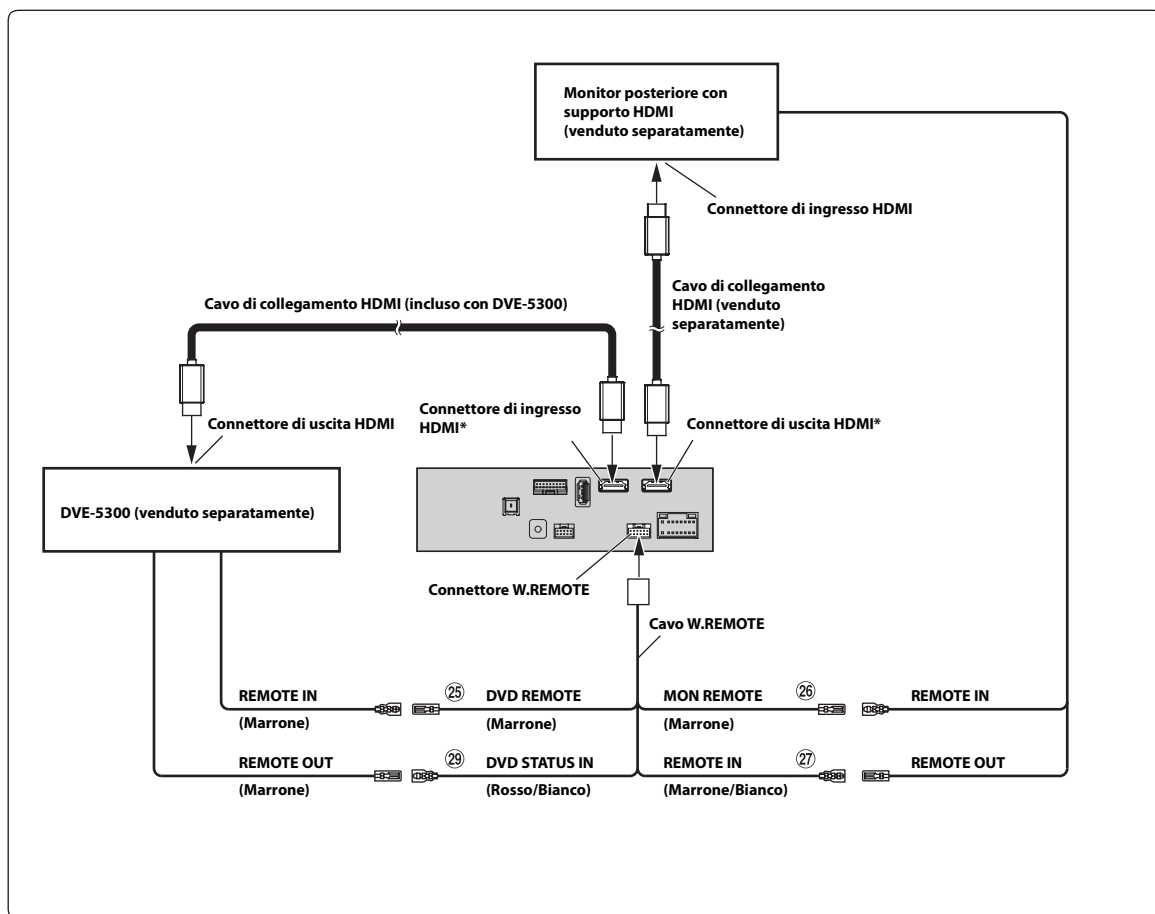 Monitor posteriore con
supporto HDMI
(venduto separatamente)
Connettore di ingresso HDMI
Cavo di collegamento
HDMI (venduto
separatamente)
Cavo di collegamento HDMI (incluso con DVE-5300)
Connettore di ingresso
HDMI*
Connettore di uscita HDMI*
Connettore di uscita HDMI
DVE-5300 (venduto separatamente)
Connettore W.REMOTE
Cavo W.REMOTE
REMOTE IN
(Marrone)
㉕
DVD REMOTE
(Marrone)
MON REMOTE
(Marrone)
㉖
REMOTE IN
REMOTE OUT
(Marrone)
㉙
DVD STATUS IN
(Rosso/Bianco)
REMOTE IN
(Marrone/Bianco)
㉗
REMOTE OUT